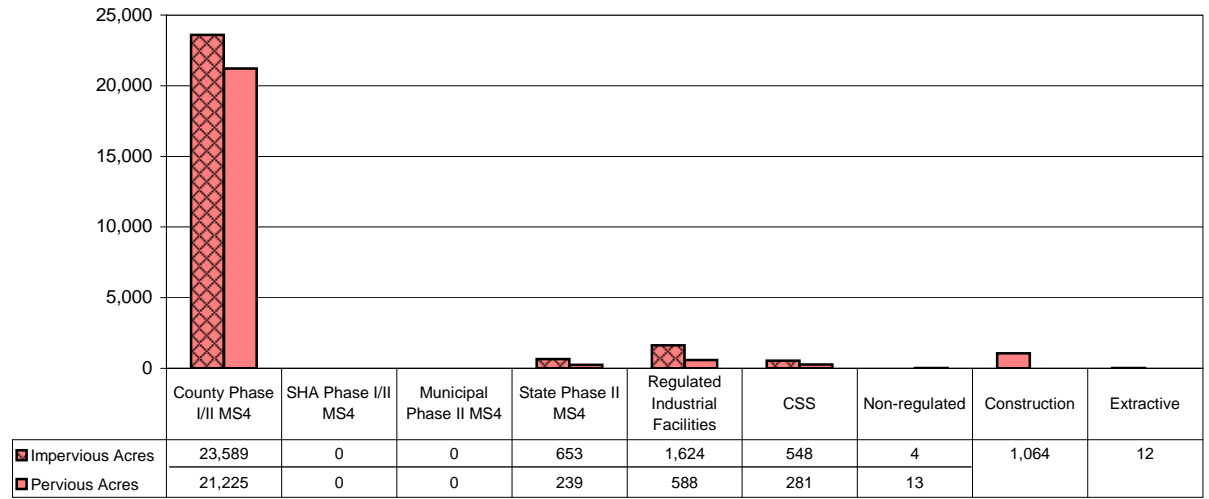 25,000
20,000
15,000
10,000
5,000
0
County Phase I/II MS4
SHA Phase I/II MS4
Municipal Phase II MS4
State Phase II MS4
Regulated Industrial Facilities
CSS
Non-regulated
Construction
Extractive
Impervious Acres 23,589 0 0 653 1,624 548 4 1,064 12
Pervious Acres 21,225 0 0 239 588 281 13